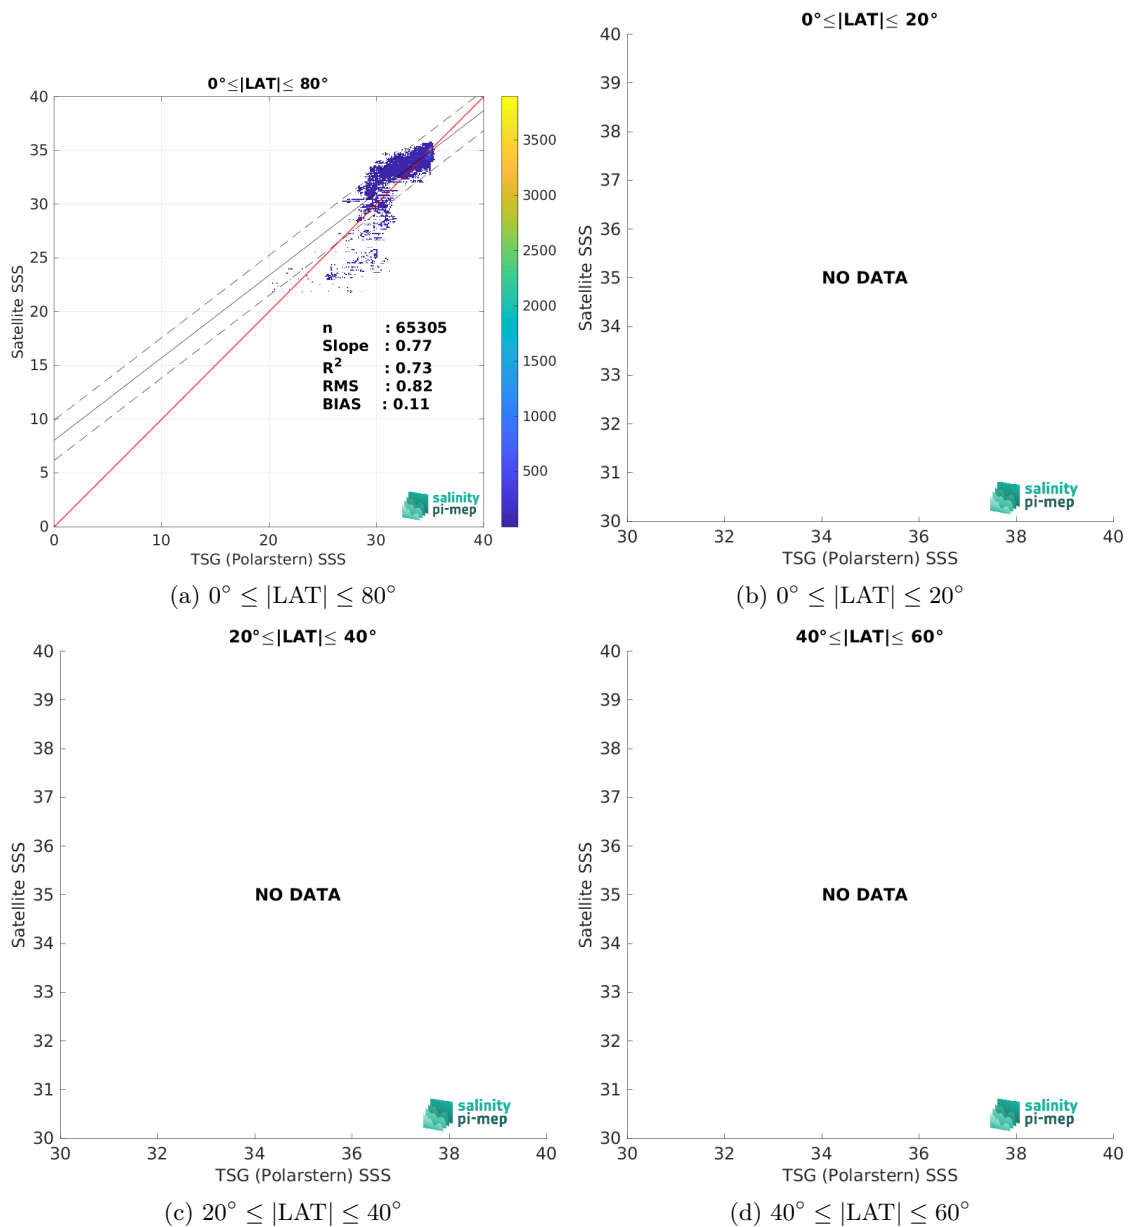 0°≤|LAT|≤ 80°
40
35
30
25
20
15
10
5
0
Satellite SSS
0
10
20
30
40
TSG (Polarstern) SSS
n : 65305
Slope : 0.77
R² : 0.73
RMS : 0.82
BIAS : 0.11
salinity
pi-mep
3500
3000
2500
2000
1500
1000
500
(a) 0° ≤ |LAT| ≤ 80°
0°≤|LAT|≤ 20°
40
39
38
37
36
35
34
33
32
31
30
Satellite SSS
NO DATA
salinity
pi-mep
30
32
34
36
38
40
TSG (Polarstern) SSS
(b) 0° ≤ |LAT| ≤ 20°
20°≤|LAT|≤ 40°
40
39
38
37
36
35
34
33
32
31
30
Satellite SSS
NO DATA
salinity
pi-mep
30
32
34
36
38
40
TSG (Polarstern) SSS
(c) 20° ≤ |LAT| ≤ 40°
40°≤|LAT|≤ 60°
40
39
38
37
36
35
34
33
32
31
30
Satellite SSS
NO DATA
salinity
pi-mep
30
32
34
36
38
40
TSG (Polarstern) SSS
(d) 40° ≤ |LAT| ≤ 60°